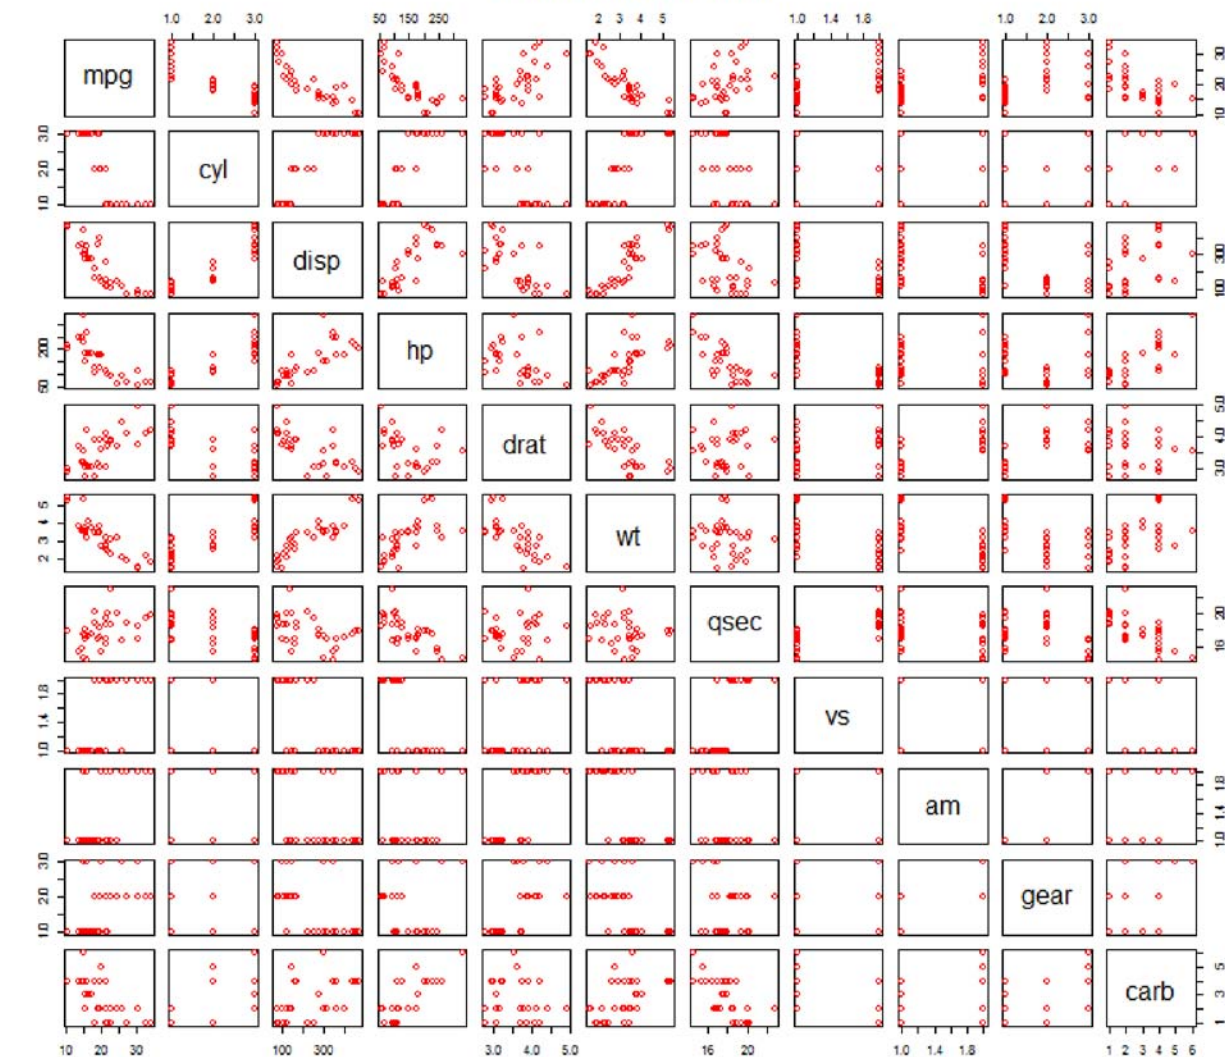 1.0 2.0 3.0 50 150 250 2 3 4 5 1.0 1.4 1.8 1.0 2.0 3.0
mpg 10 20 30
1.0 2.0 3.0 cyl
disp 100 300
50 200 hp
drat 3.0 4.0 5.0
2 3 4 5 wt
qsec 16 20
1.0 1.4 1.8 vs
am 1.0 1.4 1.8
1.0 2.0 3.0 gear
carb 1 3 5
10 20 30 100 300 3.0 4.0 5.0 16 20 1.0 1.4 1.8 1 2 3 4 5 6